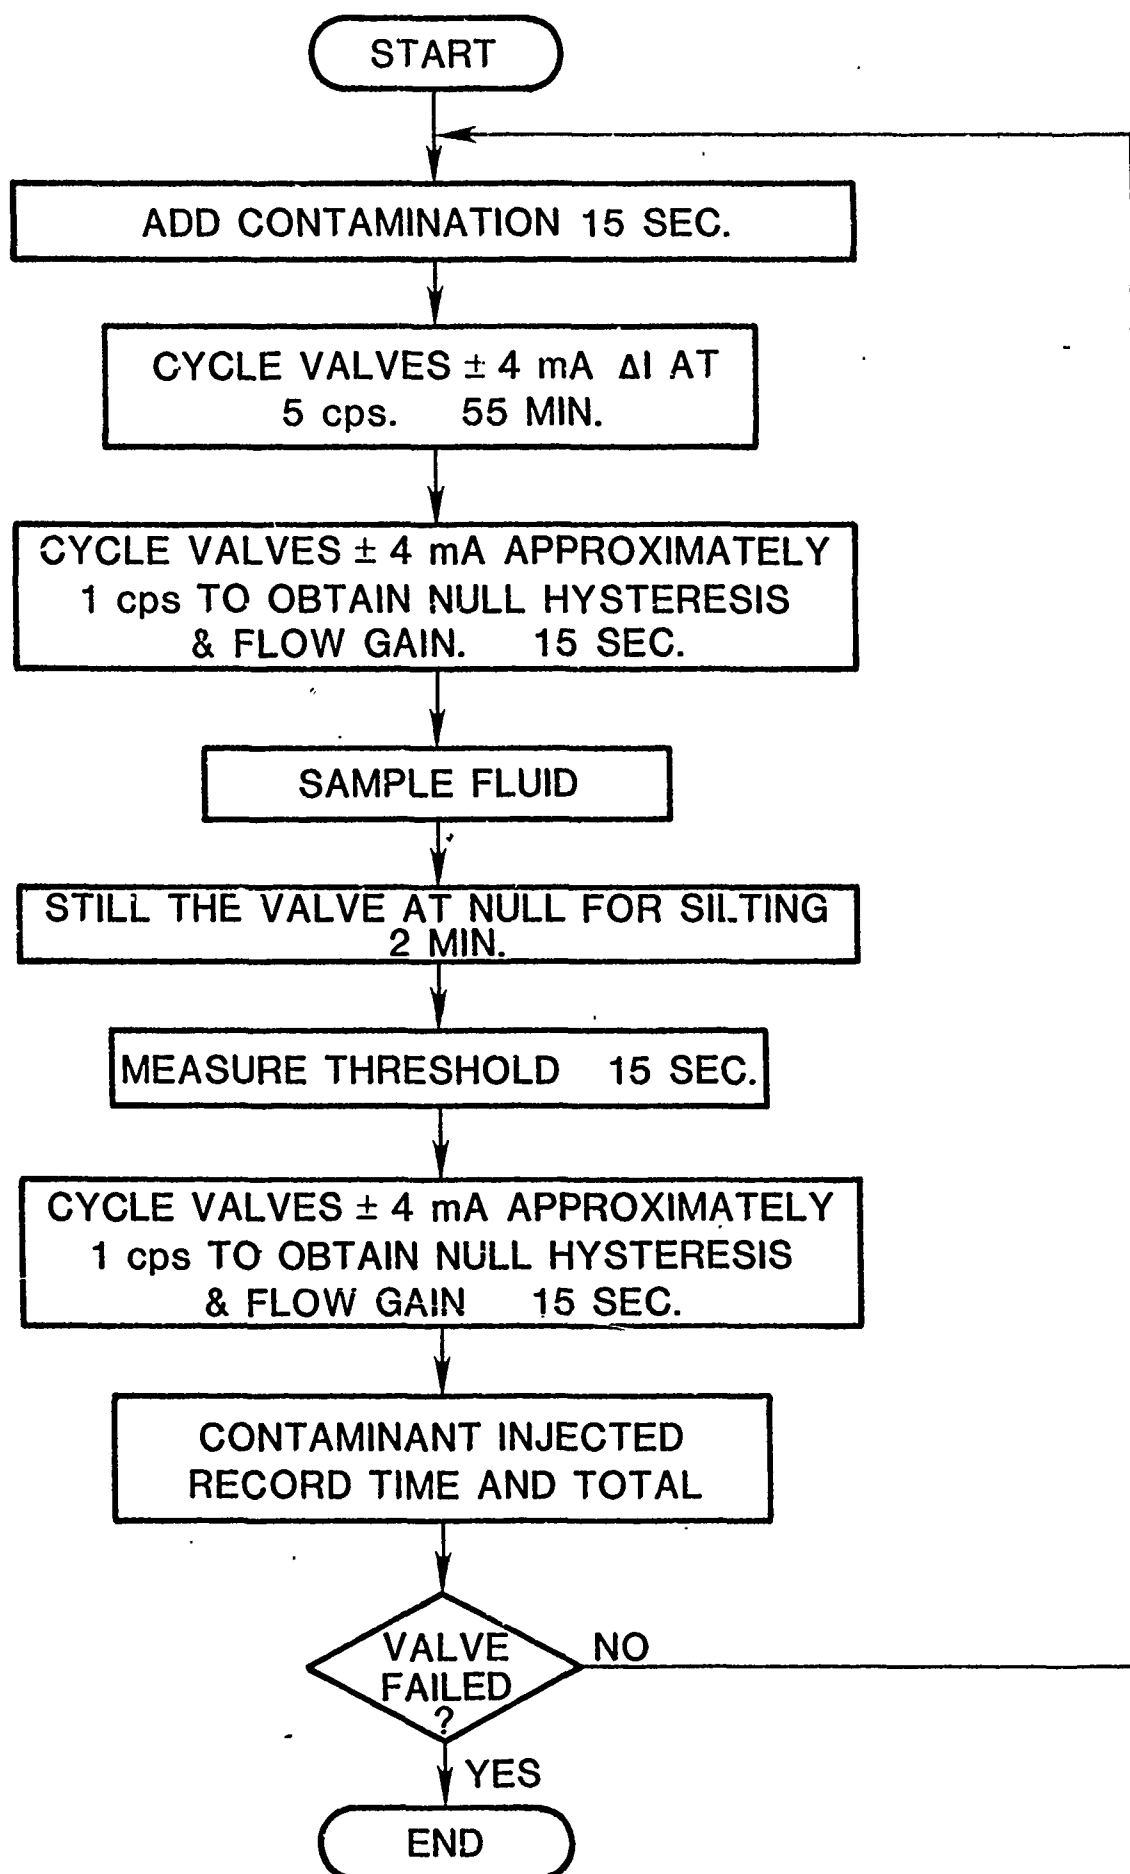 START
ADD CONTAMINATION 15 SEC.
CYCLE VALVES ± 4 mA ΔI AT
5 cps. 55 MIN.
CYCLE VALVES ± 4 mA APPROXIMATELY
1 cps TO OBTAIN NULL HYSTERESIS
& FLOW GAIN. 15 SEC.
SAMPLE FLUID
STILL THE VALVE AT NULL FOR SILTING
2 MIN.
MEASURE THRESHOLD 15 SEC.
CYCLE VALVES ± 4 mA APPROXIMATELY
1 cps TO OBTAIN NULL HYSTERESIS
& FLOW GAIN 15 SEC.
CONTAMINANT INJECTED
RECORD TIME AND TOTAL
VALVE
FAILED
?
NO
YES
END